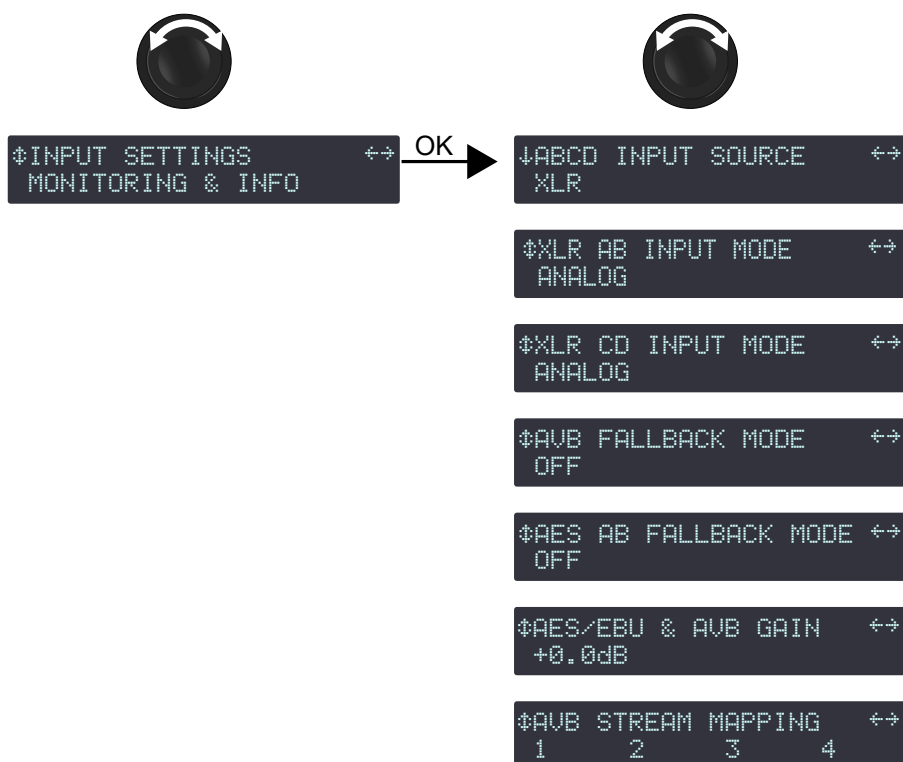 ↕INPUT SETTINGS ↔
MONITORING & INFO
OK
↓ABCD INPUT SOURCE ↔
XLR
↕XLR AB INPUT MODE ↔
ANALOG
↕XLR CD INPUT MODE ↔
ANALOG
↕AVB FALLBACK MODE ↔
OFF
↕AES AB FALLBACK MODE ↔
OFF
↕AES/EBU & AVB GAIN ↔
+0.0dB
↕AVB STREAM MAPPING ↔
1 2 3 4